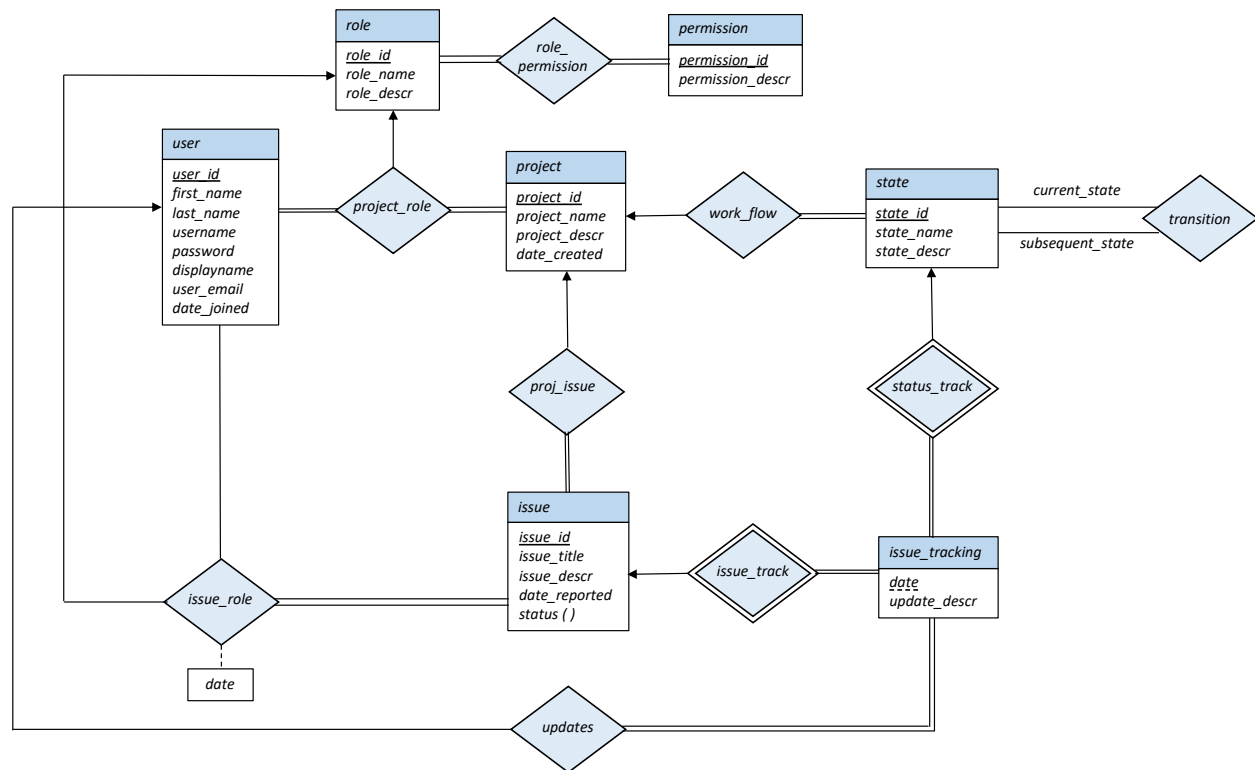 role
role_id
role_name
role_descr
role_
permission
permission
permission_id
permission_descr
user
user_id
first_name
last_name
username
password
displayname
user_email
date_joined
project_role
project
project_id
project_name
project_descr
date_created
work_flow
state
state_id
state_name
state_descr
current_state
subsequent_state
transition
proj_issue
status_track
issue
issue_id
issue_title
issue_descr
date_reported
status ( )
issue_track
issue_tracking
date
update_descr
issue_role
date
updates